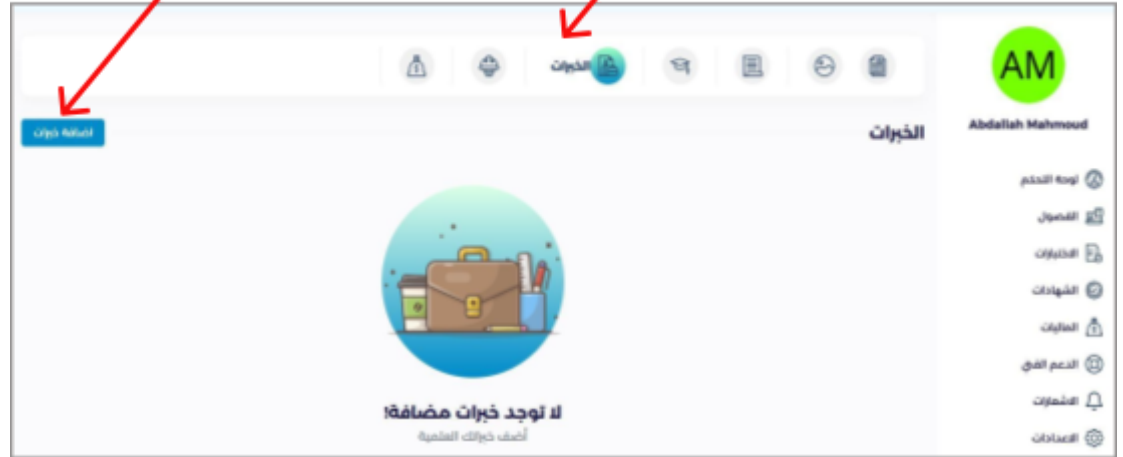 AM
Abdallah Mahmoud
لوحة التحكم
الفصول
الاختبارات
الشهادات
الماليات
الدعم الفني
الاشعارات
الاعدادات
الخبرات
الخبرات
اضافة خبرات
لا توجد خبرات مضافة!
أضف خبراتك العلمية